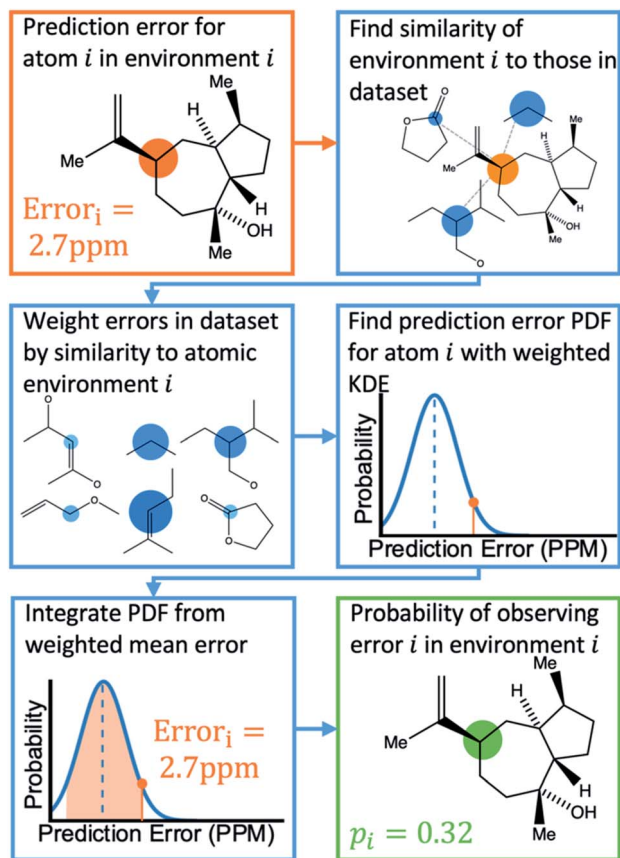 Prediction error for
atom i in environment i
Me
H
Me
H
OH
Me
Error_i =
2.7ppm
Find similarity of
environment i to those in
dataset
O
O
Me
H
Me
H
OH
Me
O
Weight errors in dataset
by similarity to atomic
environment i
O
O
O
O
O
O
Find prediction error PDF
for atom i with weighted
KDE
Probability
Prediction Error (PPM)
Integrate PDF from
weighted mean error
Error_i =
2.7ppm
Probability
Prediction Error (PPM)
Probability of observing
error i in environment i
Me
H
Me
H
OH
Me
p_i = 0.32